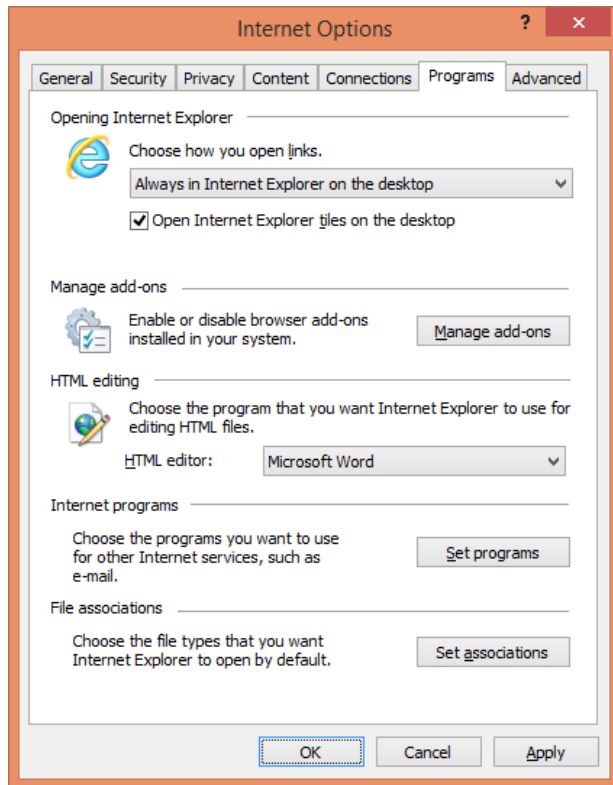 Internet Options
?
×
General Security Privacy Content Connections Programs Advanced
Opening Internet Explorer
Choose how you open links.
Always in Internet Explorer on the desktop
Open Internet Explorer tiles on the desktop
Manage add-ons
Enable or disable browser add-ons
installed in your system.
Manage add-ons
HTML editing
Choose the program that you want Internet Explorer to use for
editing HTML files.
HTML editor:
Microsoft Word
Internet programs
Choose the programs you want to use
for other Internet services, such as
e-mail.
Set programs
File associations
Choose the file types that you want
Internet Explorer to open by default.
Set associations
OK Cancel Apply